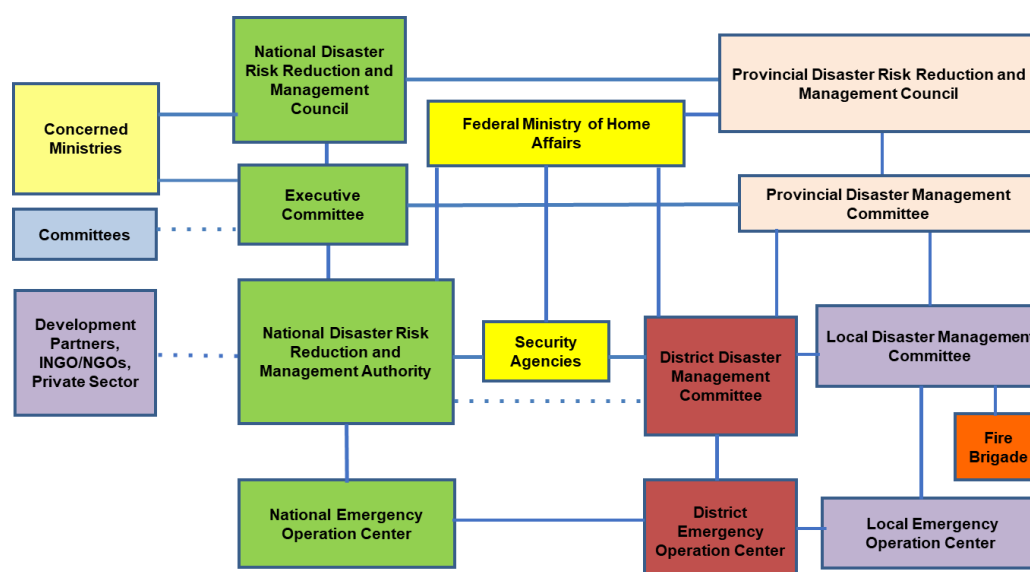 National Disaster
Risk Reduction and
Management
Council
Provincial Disaster Risk Reduction and
Management Council
Concerned
Ministries
Federal Ministry of Home
Affairs
Executive
Committee
Provincial Disaster Management
Committee
Committees
Development
Partners,
INGO/NGOs,
Private Sector
National Disaster Risk
Reduction and
Management Authority
Security
Agencies
District Disaster
Management
Committee
Local Disaster Management
Committee
Fire
Brigade
National Emergency
Operation Center
District
Emergency
Operation Center
Local Emergency
Operation Center